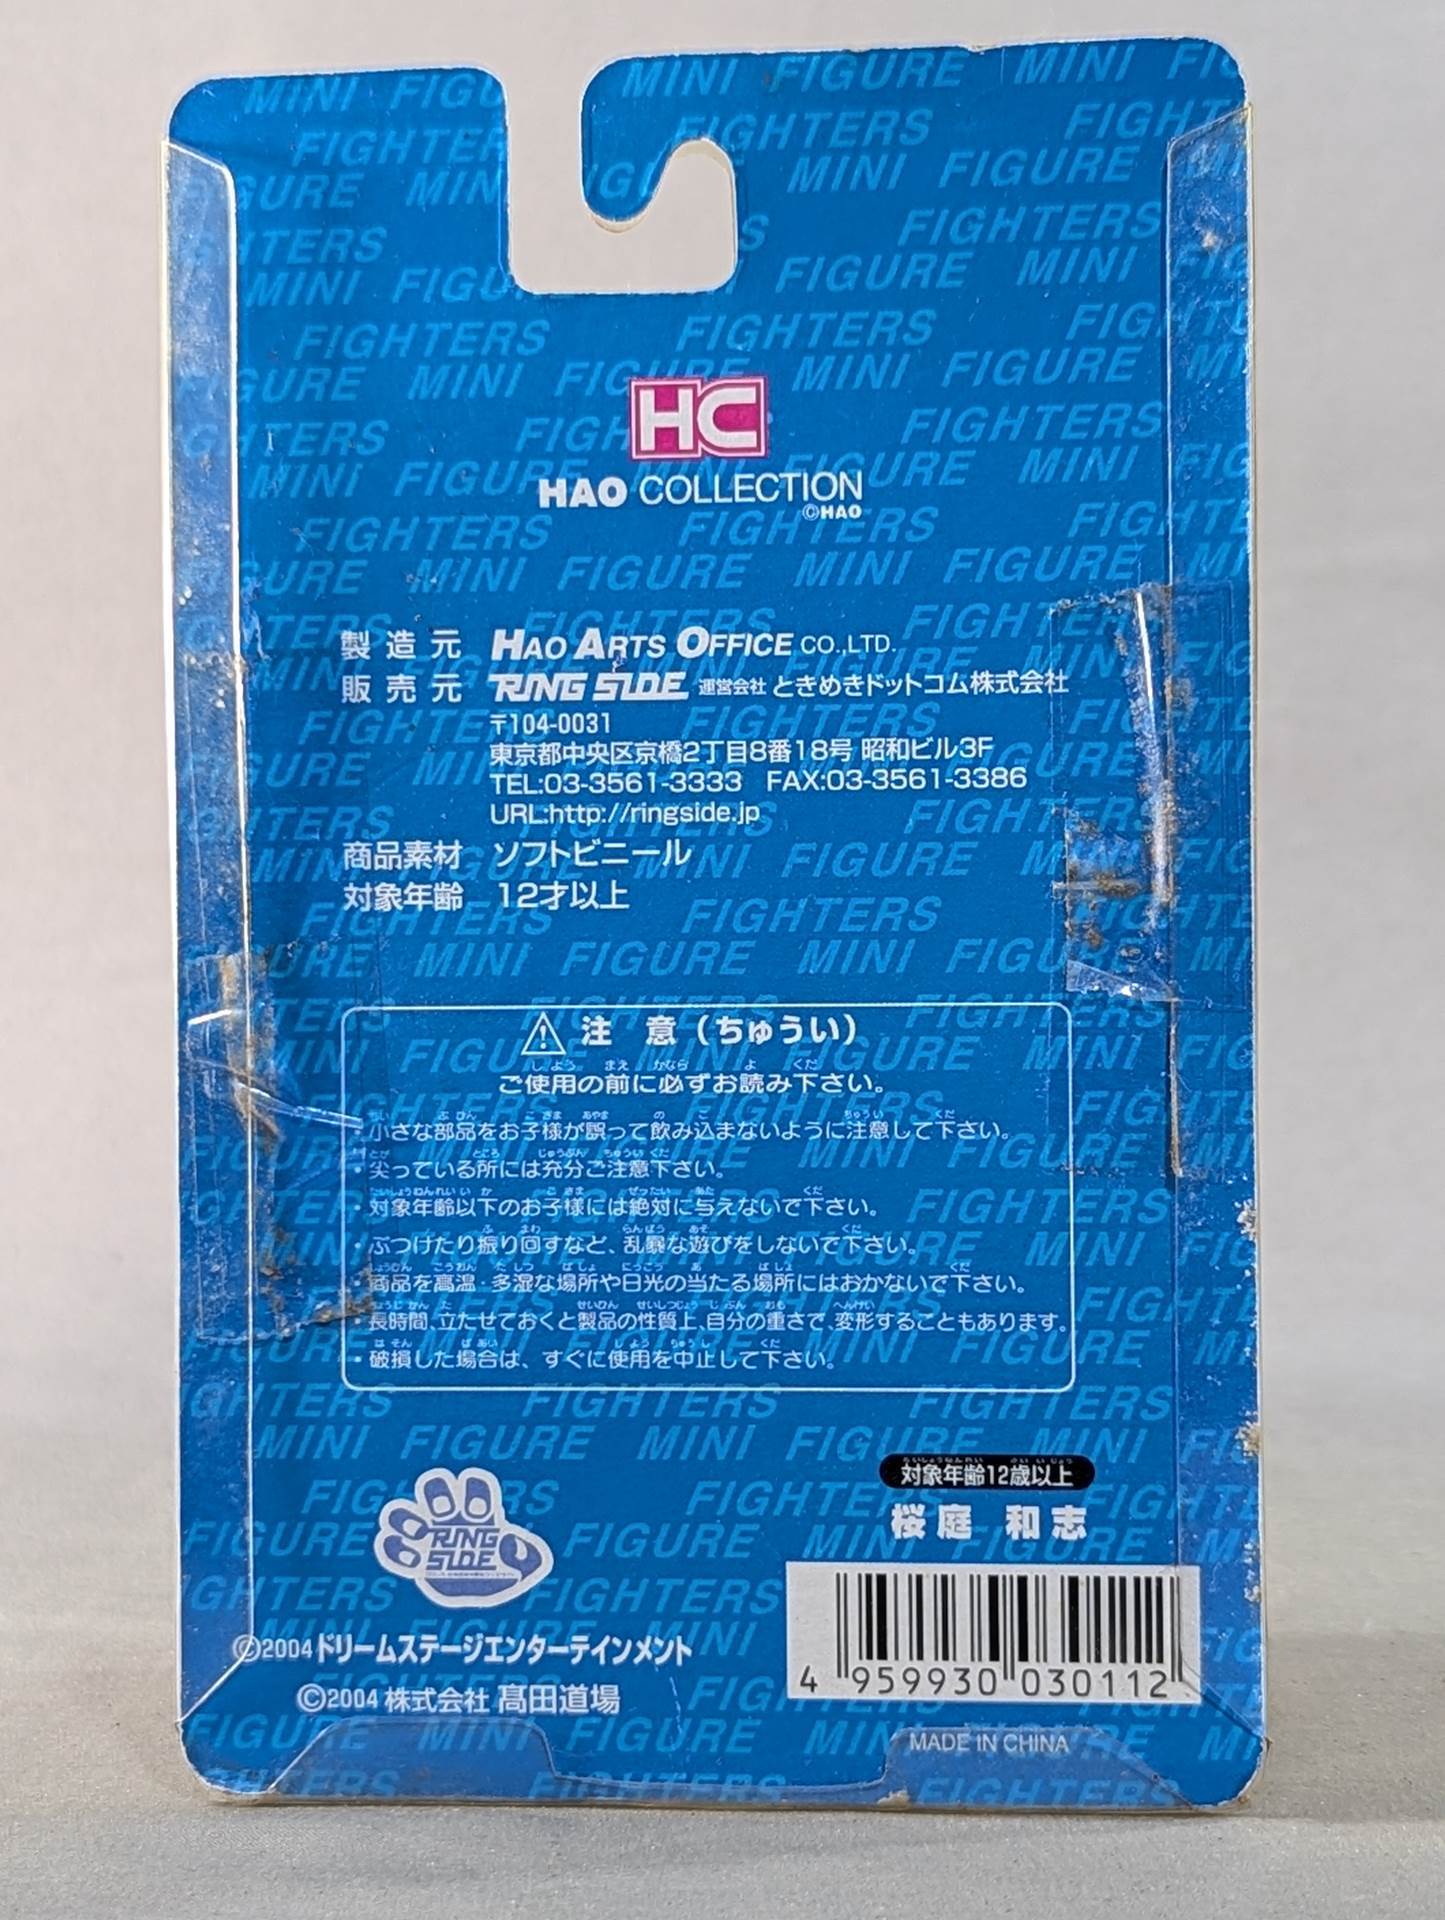 HC
HAO COLLECTION
©HAO
製造元 HAO ARTS OFFICE CO.,LTD.
販売元 RING SIDE 運営会社 ときめきドットコム株式会社
〒104-0031
東京都中央区京橋2丁目8番18号 昭和ビル3F
TEL:03-3561-3333 FAX:03-3561-3386
URL:http://ringside.jp
商品素材 ソフトビニール
対象年齢 12才以上
注 意（ちゅうい）
ご使用の前に必ずお読み下さい。
・小さな部品をお子様が誤って飲み込まないように注意して下さい。
・尖っている所には充分ご注意下さい。
・対象年齢以下のお子様には絶対に与えないで下さい。
・ぶつけたり振り回すなど、乱暴な遊びをしないで下さい。
・商品を高温・多湿な場所や日光の当たる場所にはおかないで下さい。
・長時間、立たせておくと製品の性質上、自分の重さで、変形することもあります。
・破損した場合は、すぐに使用を中止して下さい。
対象年齢12歳以上
桜庭 和志
RING SIDE
4 959930 030112
©2004 ドリームステージエンターテインメント
©2004 株式会社 髙田道場
MADE IN CHINA